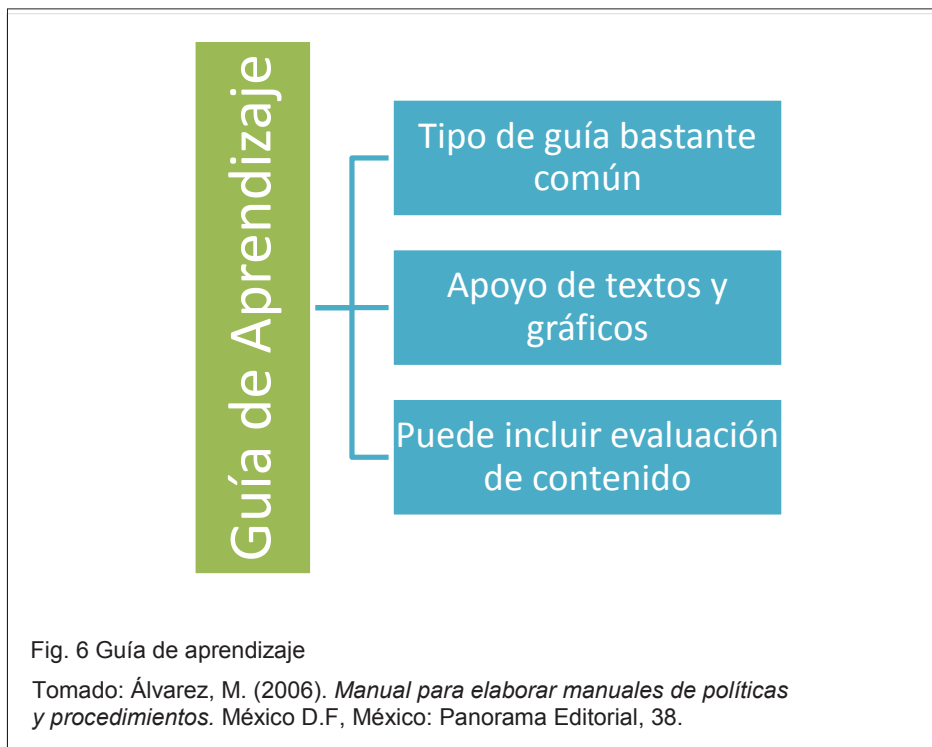 Guía de Aprendizaje
Tipo de guía bastante
común
Apoyo de textos y
gráficos
Puede incluir evaluación
de contenido
Fig. 6 Guía de aprendizaje
Tomado: Álvarez, M. (2006). Manual para elaborar manuales de políticas
y procedimientos. México D.F, México: Panorama Editorial, 38.